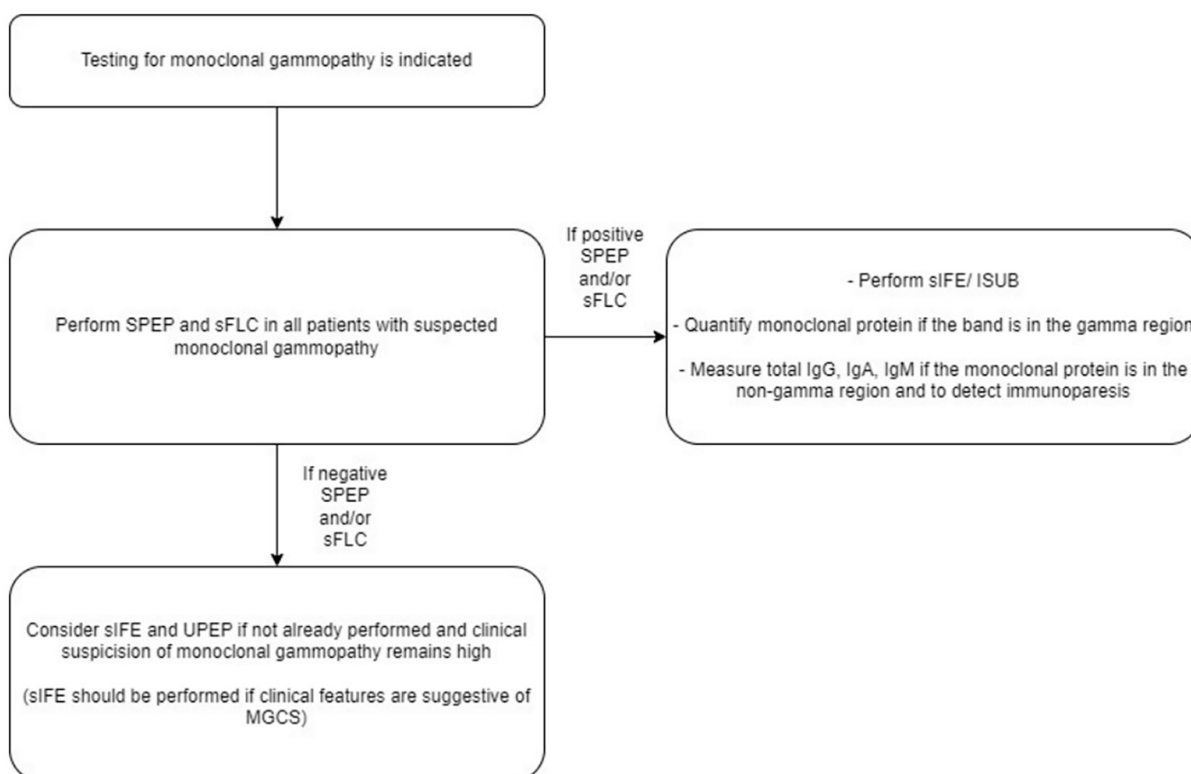 Testing for monoclonal gammopathy is indicated
If positive
SPEP
and/or
sFLC
Perform SPEP and sFLC in all patients with suspected
monoclonal gammopathy
- Perform sIFE/ ISUB
- Quantify monoclonal protein if the band is in the gamma region
- Measure total IgG, IgA, IgM if the monoclonal protein is in the
non-gamma region and to detect immunoparesis
If negative
SPEP
and/or
sFLC
Consider sIFE and UPEP if not already performed and clinical
suspicision of monoclonal gammopathy remains high
(sIFE should be performed if clinical features are suggestive of
MGCS)